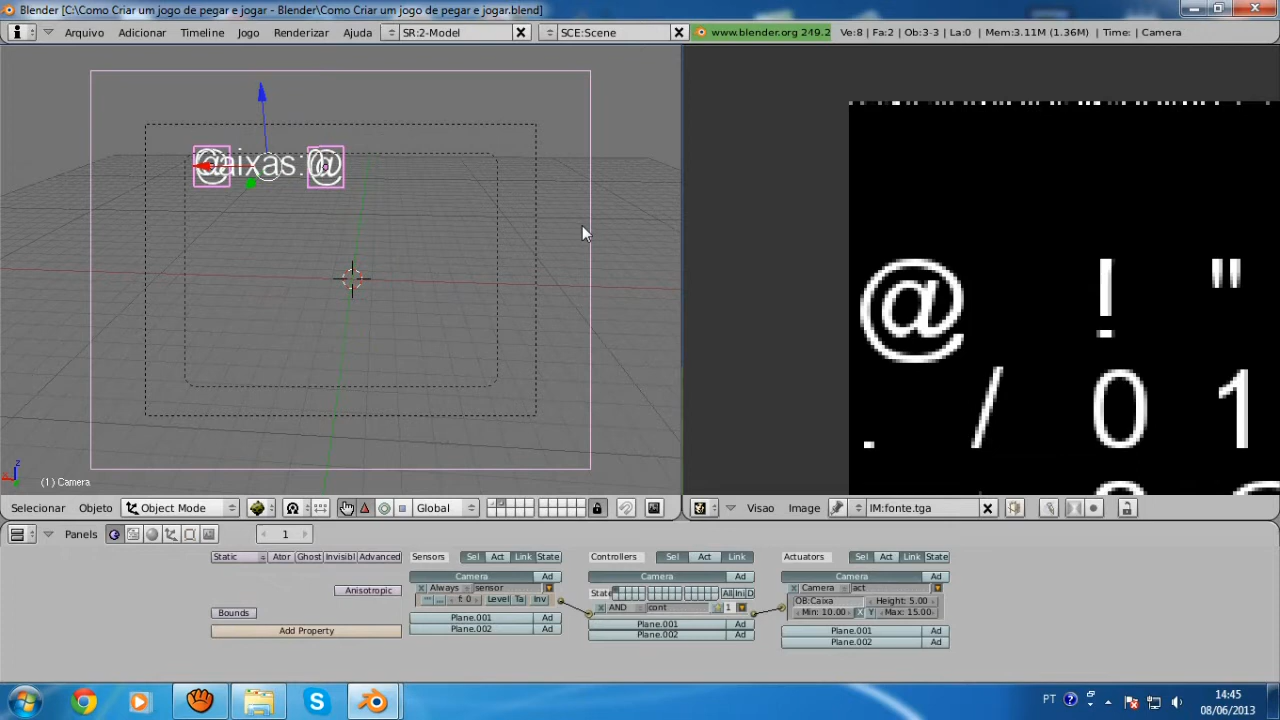 Blender [C:\Como Criar um jogo de pegar e jogar - Blender\Como Criar um jogo de pegar e jogar.blend]
Arquivo Adicionar Timeline Jogo Renderizar Ajuda SR:2-Model SCE:Scene www.blender.org 249.2 Ve:8 | Fa:2 | Ob:3-3 | La:0 | Mem:3.11M (1.36M) | Time: | Camera
@aixas:@
@ ! "
. / 0 1
(1) Camera
Selecionar Objeto Object Mode Global Visao Image IM:fonte.tga
Panels 1
Static Ator Ghost Invisibl Advanced Sensors Sel Act Link State Controllers Sel Act Link Actuators Sel Act Link State
Camera Ad Camera Ad Camera Ad
Anisotropic Always sensor State All Ini D Camera act
f: 0 Level Ta Inv AND cont 1 OB:Caixa Height: 5.00
Bounds Min: 10.00 X Y Max: 15.00
Plane.001 Ad Plane.001 Ad Plane.001 Ad
Add Property Plane.002 Ad Plane.002 Ad Plane.002 Ad
PT 14:45
08/06/2013